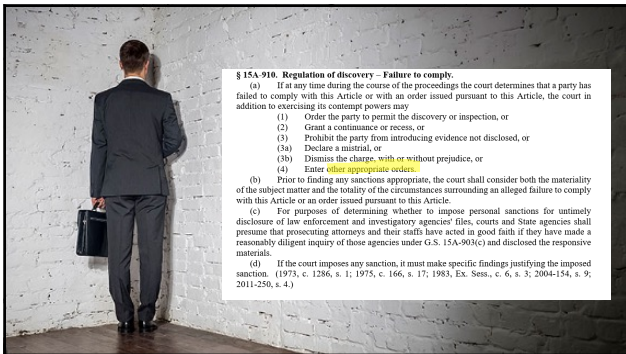 § 15A-910. Regulation of discovery – Failure to comply.
(a) If at any time during the course of the proceedings the court determines that a party has
failed to comply with this Article or with an order issued pursuant to this Article, the court in
addition to exercising its contempt powers may
(1) Order the party to permit the discovery or inspection, or
(2) Grant a continuance or recess, or
(3) Prohibit the party from introducing evidence not disclosed, or
(3a) Declare a mistrial, or
(3b) Dismiss the charge, with or without prejudice, or
(4) Enter other appropriate orders.
(b) Prior to finding any sanctions appropriate, the court shall consider both the materiality
of the subject matter and the totality of the circumstances surrounding an alleged failure to comply
with this Article or an order issued pursuant to this Article.
(c) For purposes of determining whether to impose personal sanctions for untimely
disclosure of law enforcement and investigatory agencies' files, courts and State agencies shall
presume that prosecuting attorneys and their staffs have acted in good faith if they have made a
reasonably diligent inquiry of those agencies under G.S. 15A-903(c) and disclosed the responsive
materials.
(d) If the court imposes any sanction, it must make specific findings justifying the imposed
sanction. (1973, c. 1286, s. 1; 1975, c. 166, s. 17; 1983, Ex. Sess., c. 6, s. 3; 2004-154, s. 9;
2011-250, s. 4.)